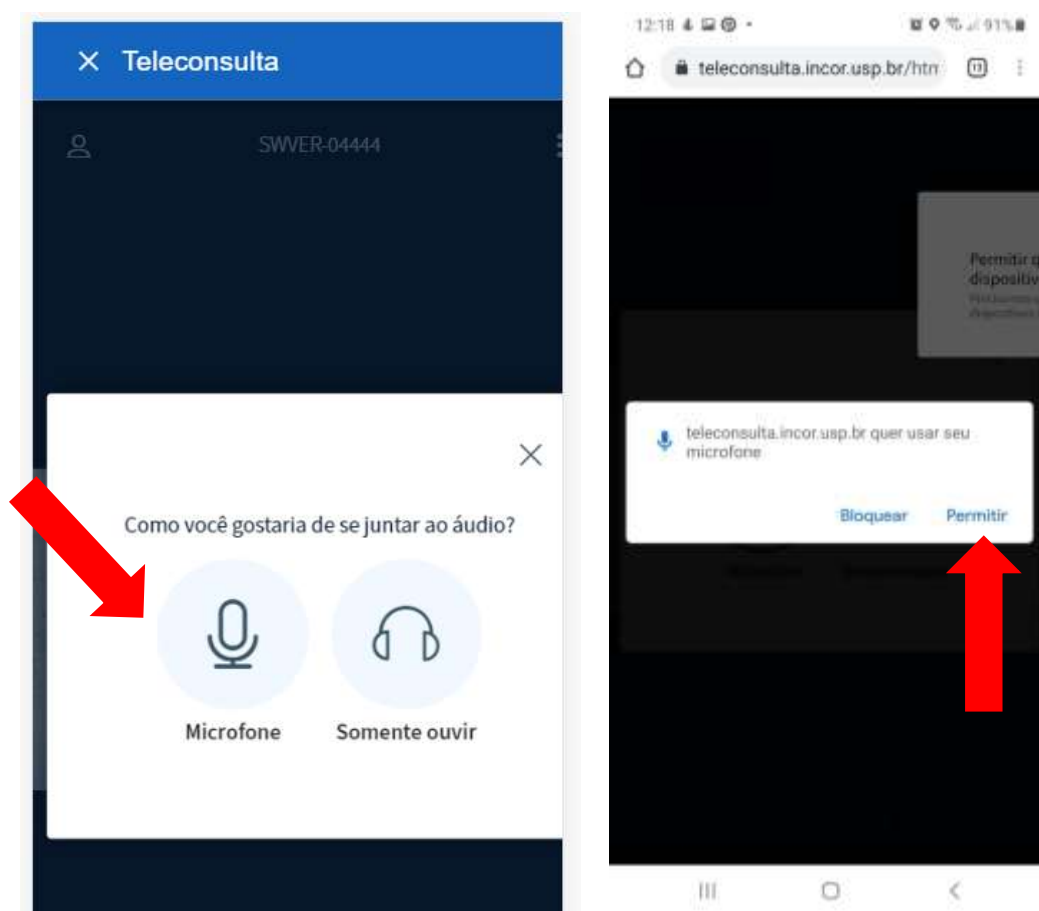 Teleconsulta
SWVER-04444
Como você gostaria de se juntar ao áudio?
Microfone
Somente ouvir
12:18
91%
teleconsulta.incor.usp.br/htm
Permitir q
dispositiv
teleconsulta.incor.usp.br quer usar seu
microfone
Bloquear
Permitir